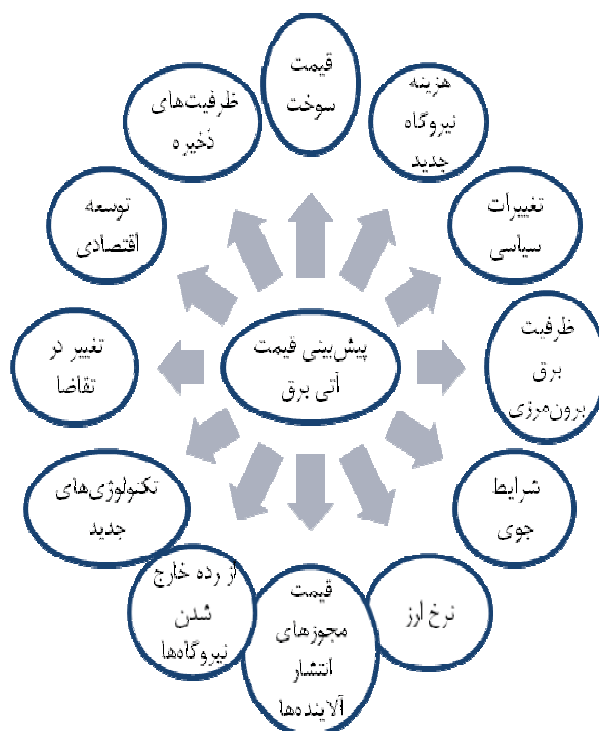 قیمت
سوخت
هزینه
نیروگاه
جدید
تغییرات
سیاسی
ظرفیت
برق
برون‌مرزی
شرایط
جوی
نرخ ارز
قیمت
مجوزهای
انتشار
آلاینده‌ها
از رده خارج
شدن
نیروگاه‌ها
تکنولوژی‌های
جدید
تغییر در
تقاضا
توسعه
اقتصادی
ظرفیت‌های
ذخیره
پیش‌بینی قیمت
آتی برق